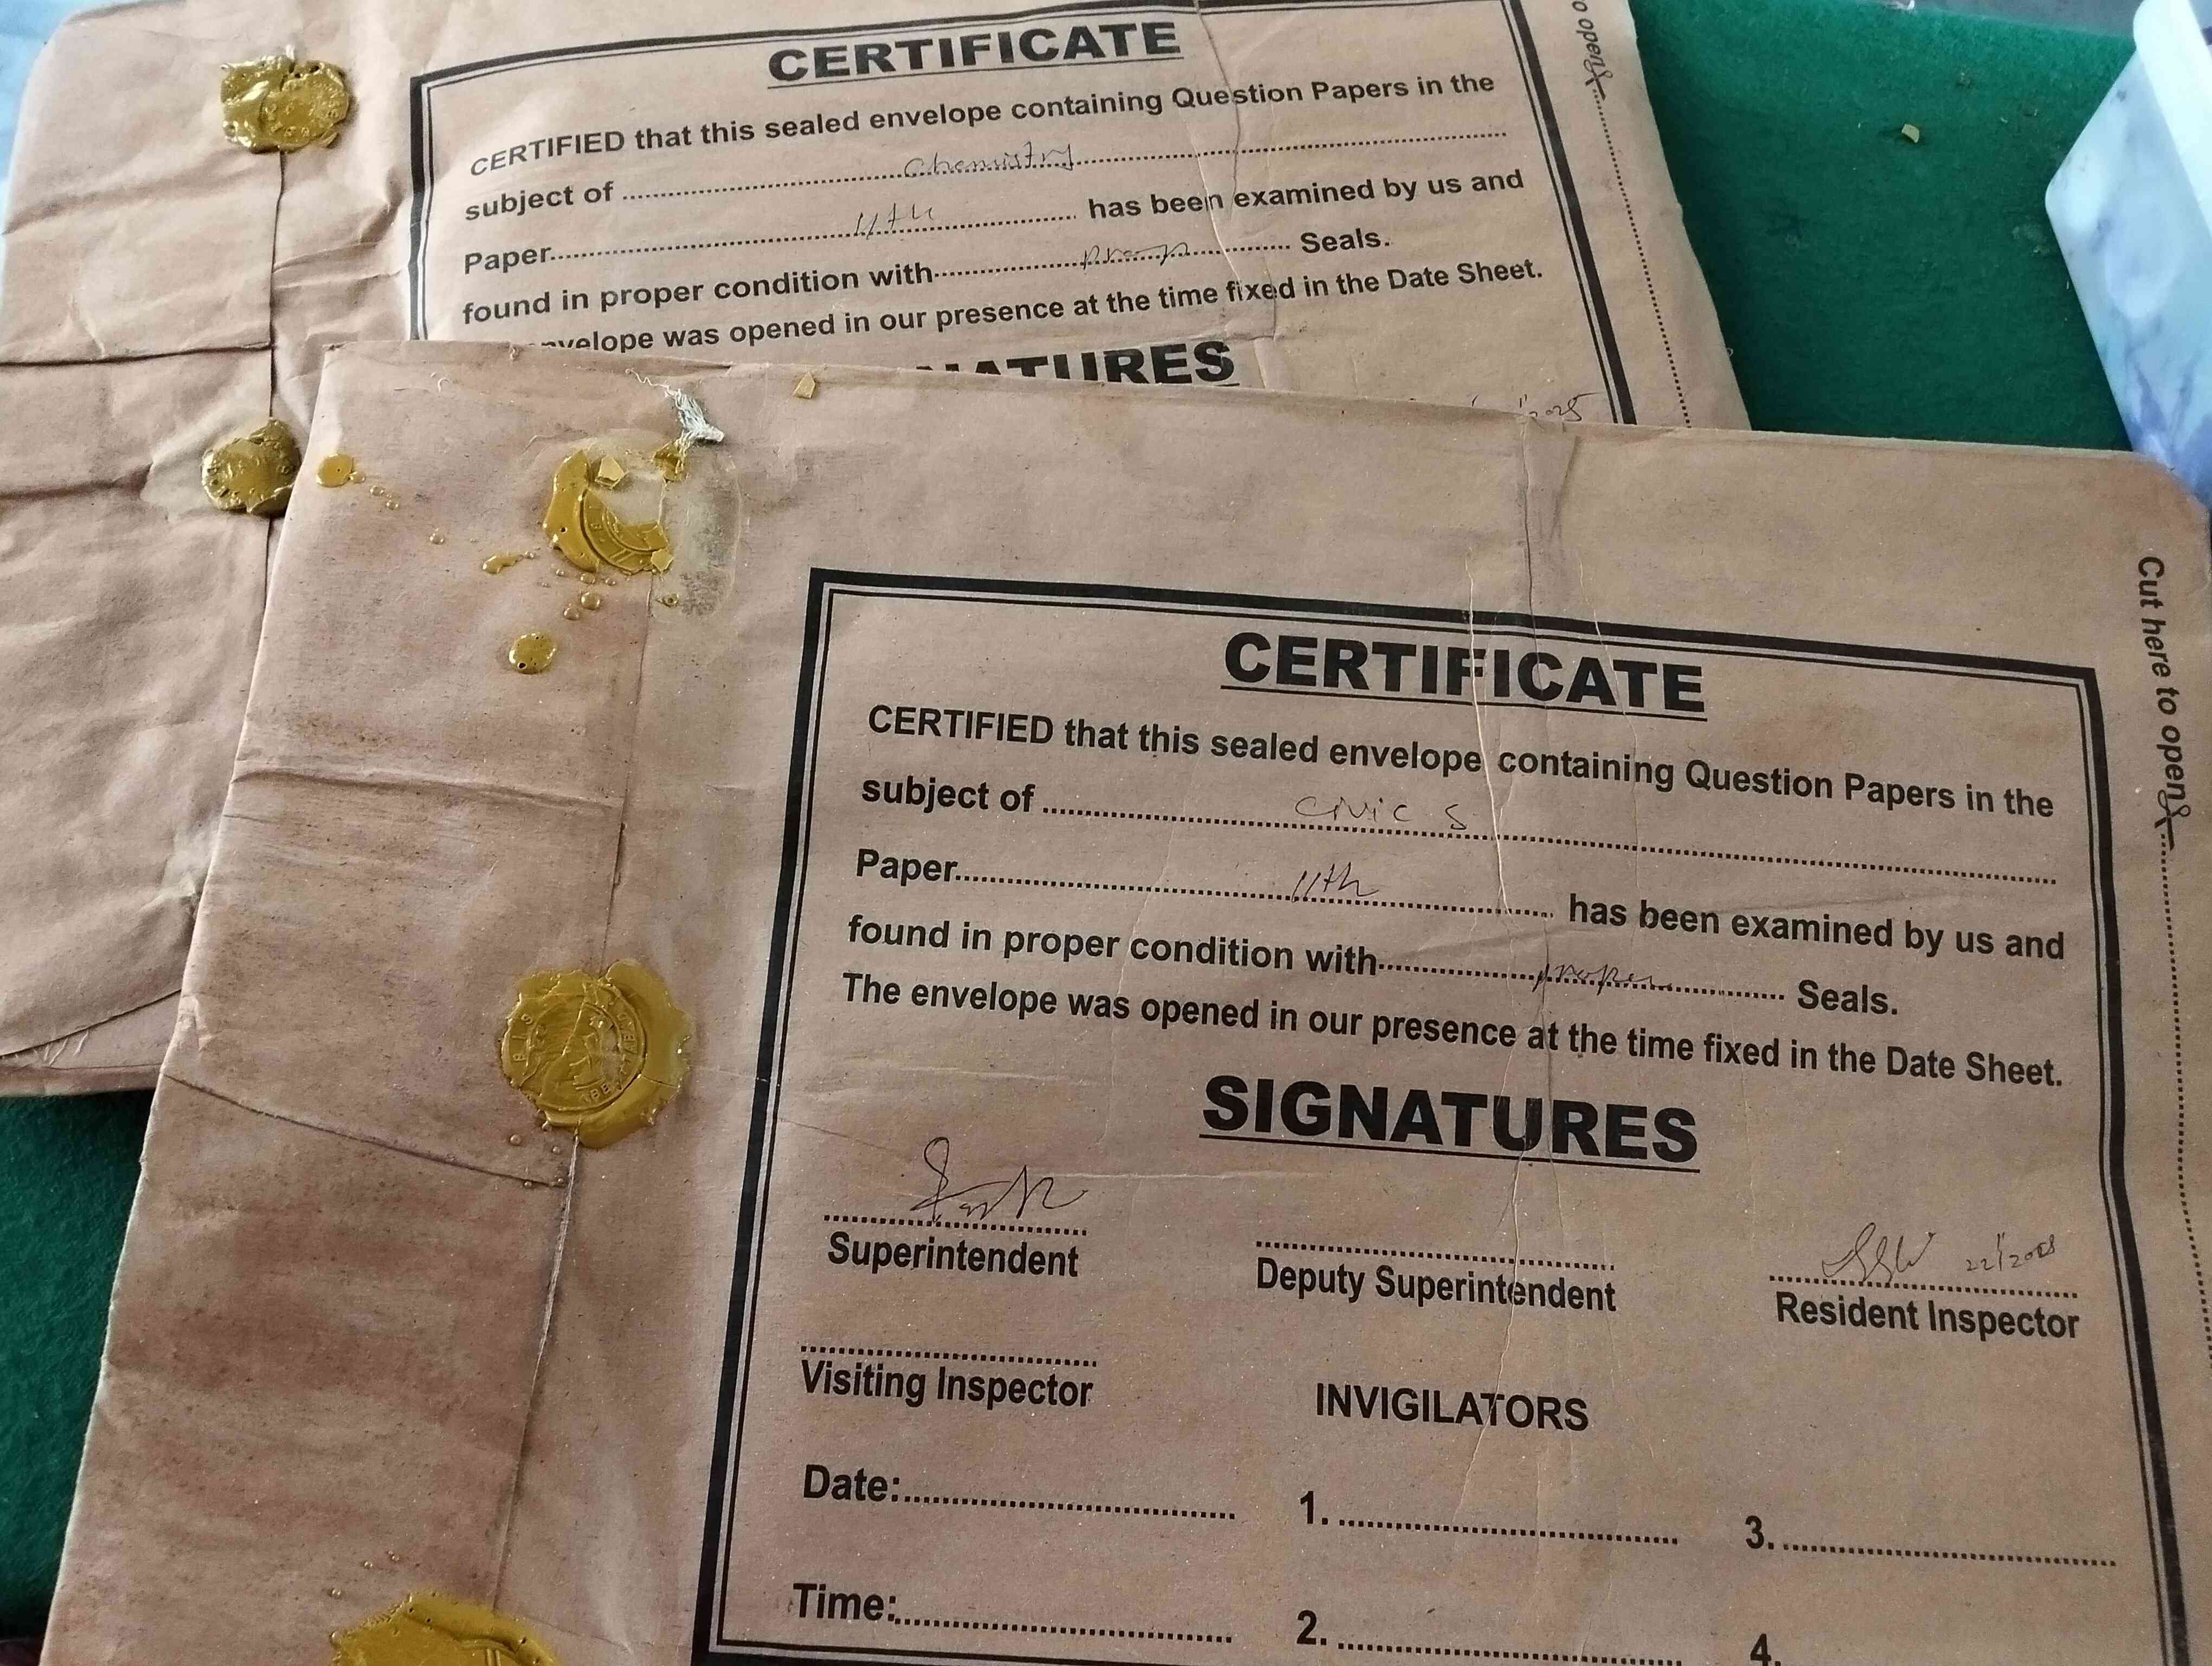 CERTIFICATE
CERTIFIED that this sealed envelope containing Question Papers in the
subject of Chemistry
Paper 11th has been examined by us and
found in proper condition with Seals.
envelope was opened in our presence at the time fixed in the Date Sheet.
NATURES
2025
to open
CERTIFICATE
CERTIFIED that this sealed envelope containing Question Papers in the
subject of Civics
Paper 11th has been examined by us and
found in proper condition with proper Seals.
The envelope was opened in our presence at the time fixed in the Date Sheet.
SIGNATURES
Superintendent
Deputy Superintendent
Resident Inspector
Visiting Inspector
INVIGILATORS
Date:
1.
3.
Time:
2.
4.
Cut here to open